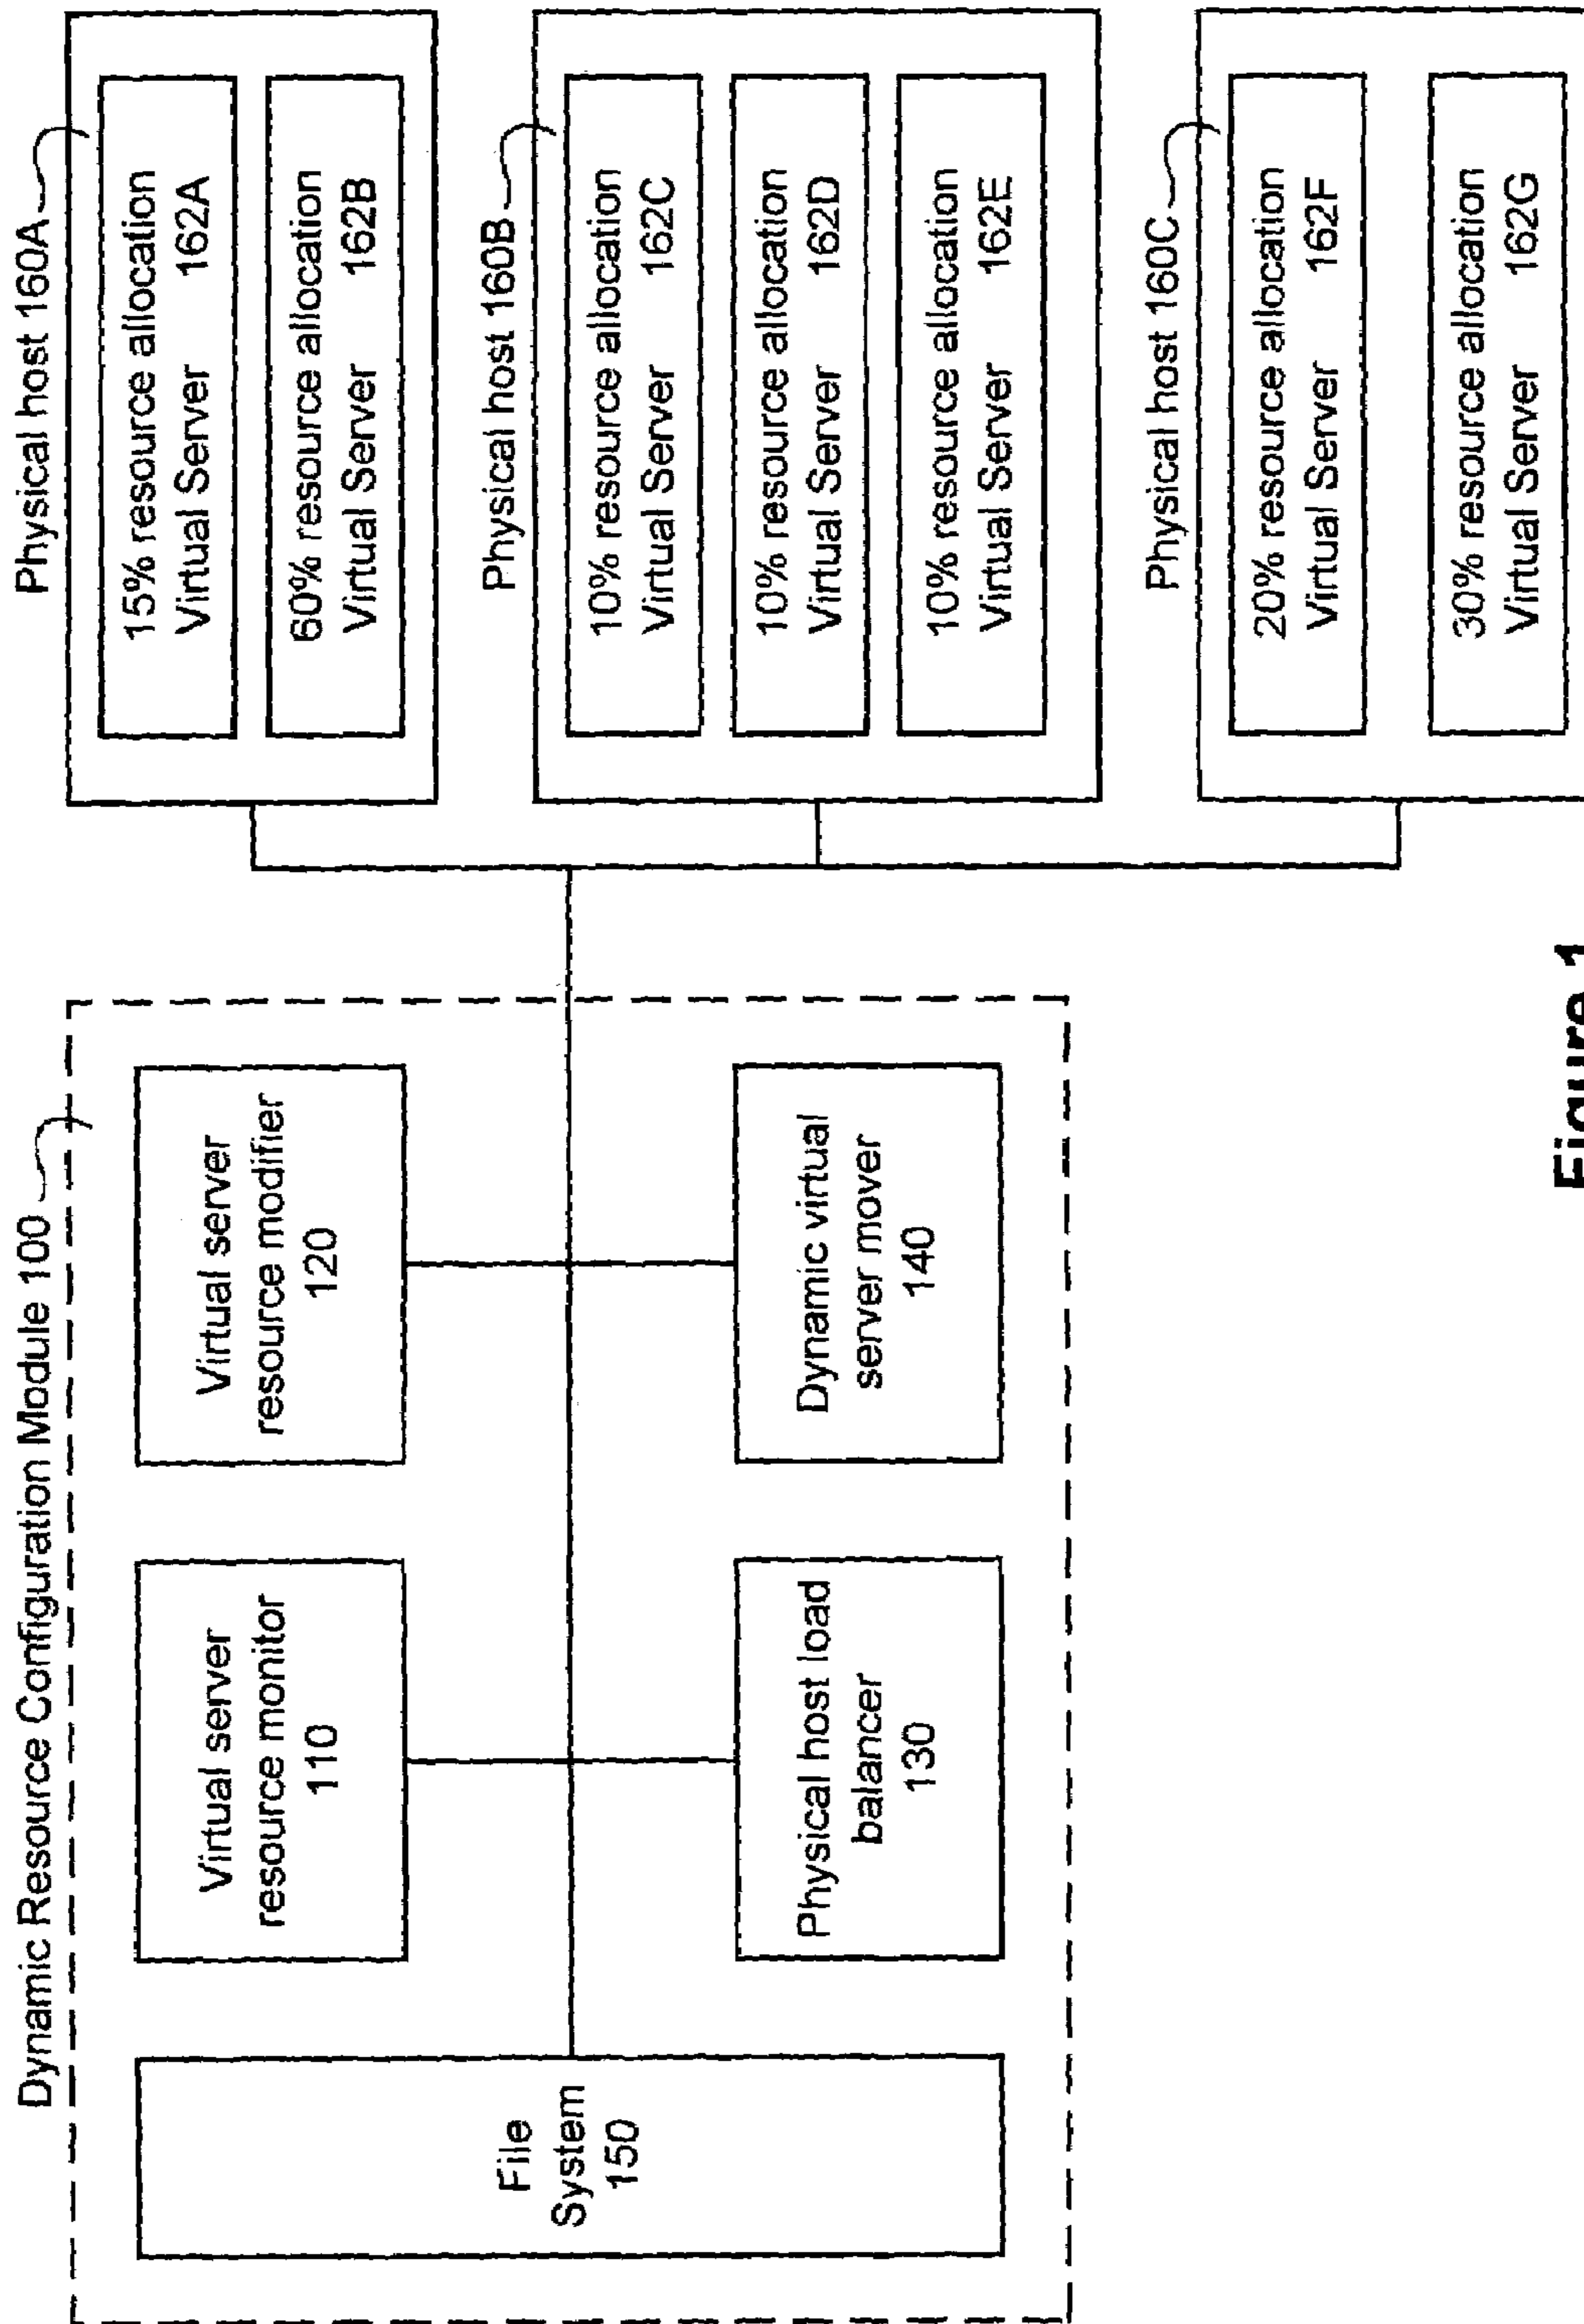 Dynamic Resource Configuration Module 100
File
System
150
Virtual server
resource monitor
110
Virtual server
resource modifier
120
Physical host load
balancer
130
Dynamic virtual
server mover
140
Physical host 160A
15% resource allocation
Virtual Server 162A
60% resource allocation
Virtual Server 162B
Physical host 160B
10% resource allocation
Virtual Server 162C
10% resource allocation
Virtual Server 162D
10% resource allocation
Virtual Server 162E
Physical host 160C
20% resource allocation
Virtual Server 162F
30% resource allocation
Virtual Server 162G
Figure 1